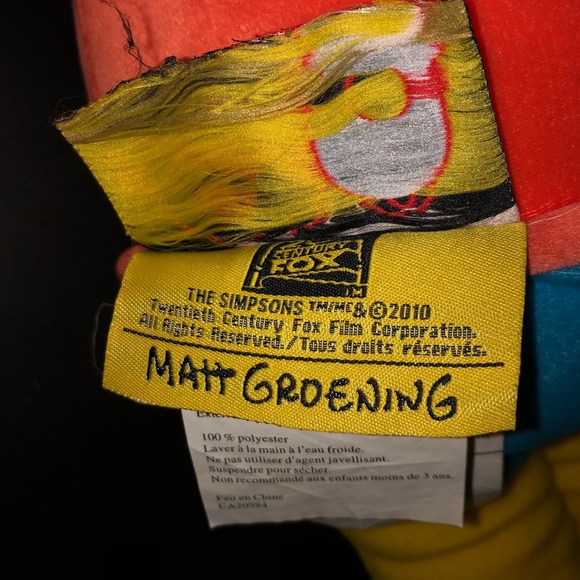 CENTURY
FOX
TM
THE SIMPSONS TM/MC&©2010
Twentieth Century Fox Film Corporation.
All Rights Reserved./Tous droits réservés.
MATT GROENING
100 % polyester
Laver à la main à l'eau froide.
Ne pas utiliser d'agent javellisant.
Suspendre pour sécher.
Non recommandé aux enfants moins de 3 ans.
Fait en Chine
CA20984